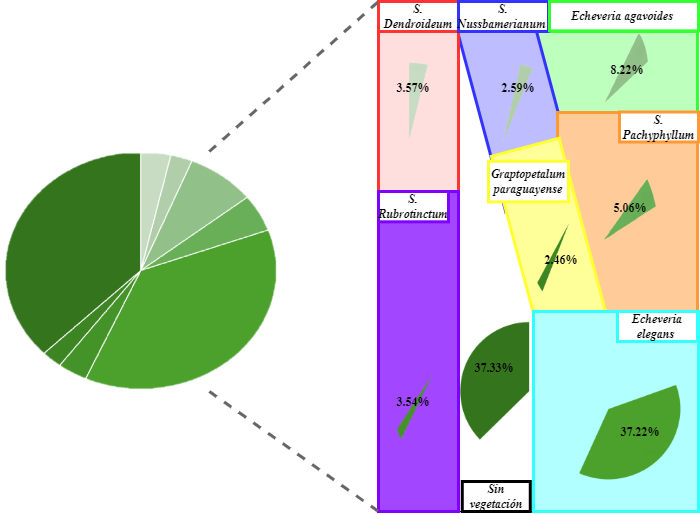 S.
Dendroideum
S.
Nussbamerianum
Echeveria agavoides
3.57%
2.59%
8.22%
S.
Pachyphyllum
Graptopetalum
paraguayense
S.
Rubrotinctum
5.06%
2.46%
Echeveria
elegans
37.33%
3.54%
37.22%
Sin
vegetación